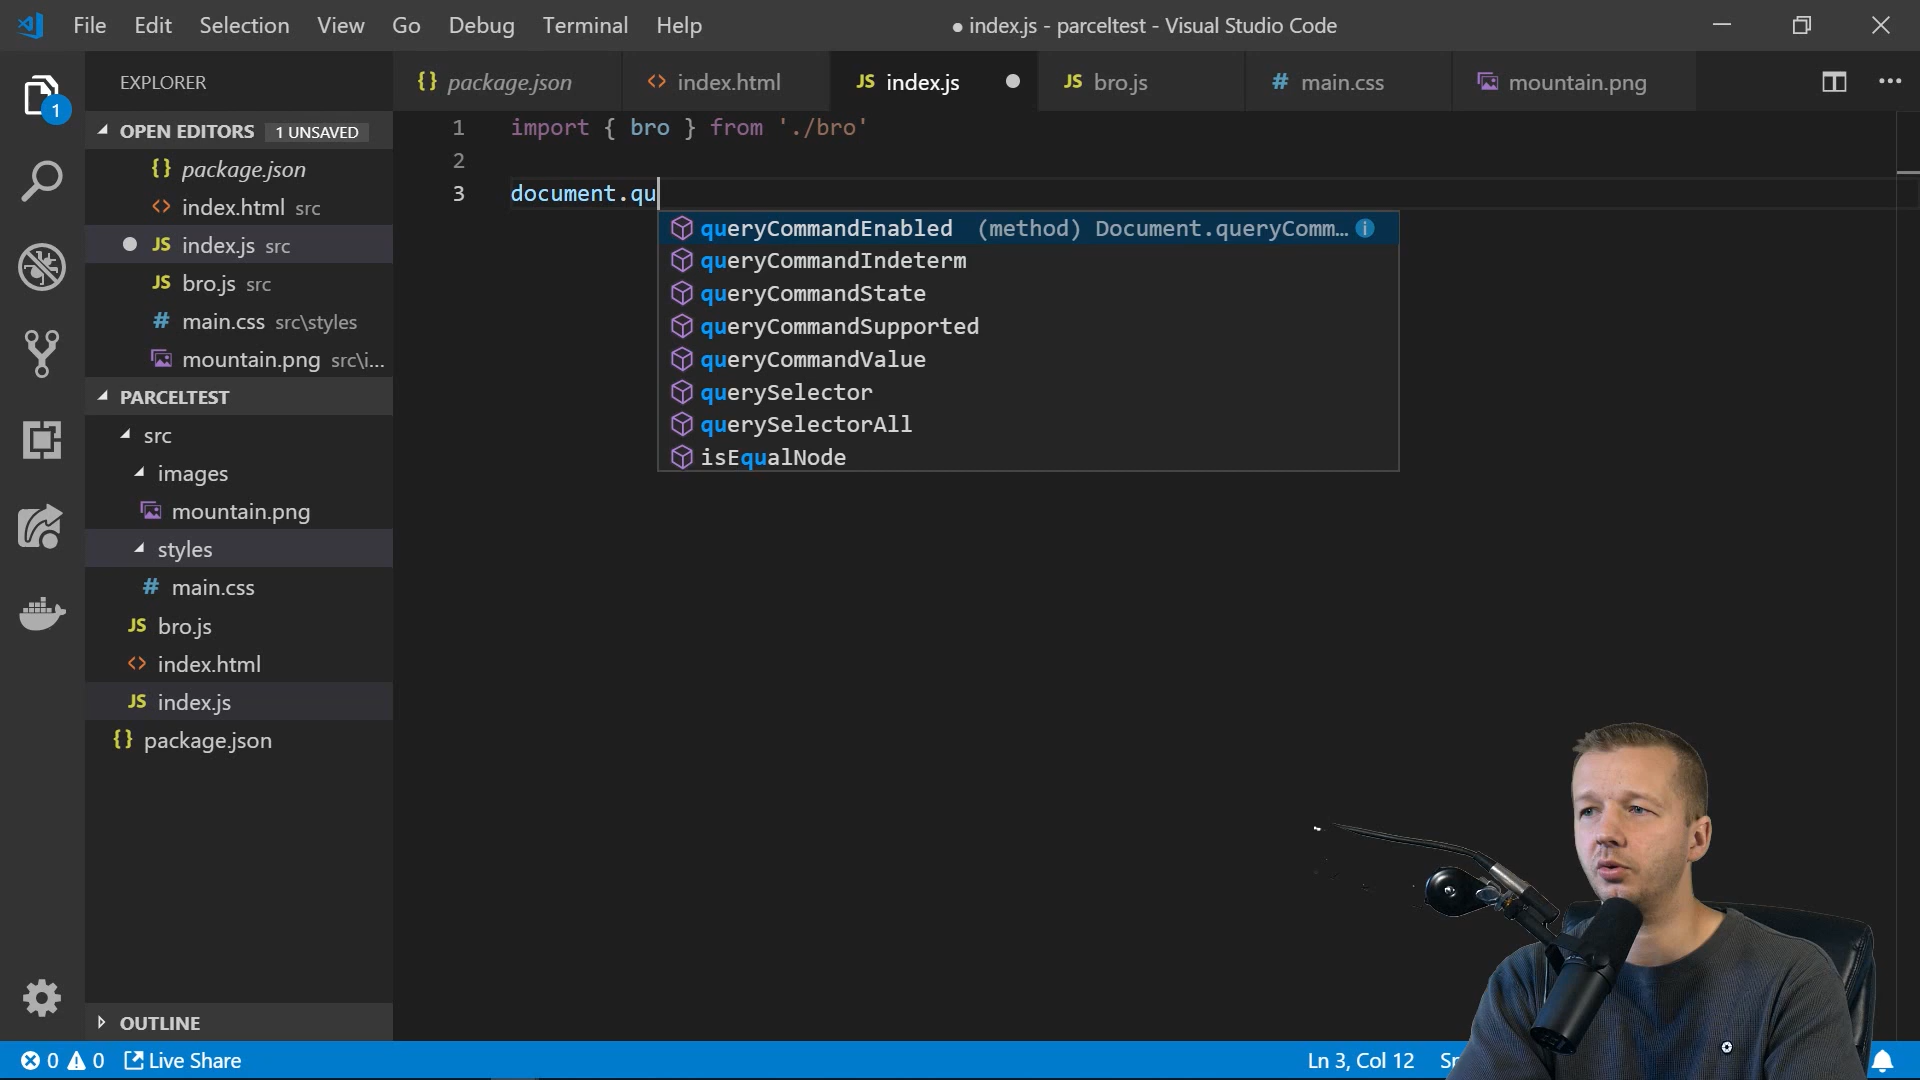 File Edit Selection View Go Debug Terminal Help
● index.js - parceltest - Visual Studio Code
EXPLORER
{} package.json <> index.html JS index.js JS bro.js # main.css mountain.png
1
OPEN EDITORS 1 UNSAVED
{} package.json
<> index.html src
JS index.js src
JS bro.js src
# main.css src\styles
mountain.png src\i...
PARCELTEST
src
images
mountain.png
styles
# main.css
JS bro.js
<> index.html
JS index.js
{} package.json
OUTLINE
1 import { bro } from './bro'
2
3 document.qu
queryCommandEnabled (method) Document.queryComm...
queryCommandIndeterm
queryCommandState
queryCommandSupported
queryCommandValue
querySelector
querySelectorAll
isEqualNode
0 0 Live Share
Ln 3, Col 12